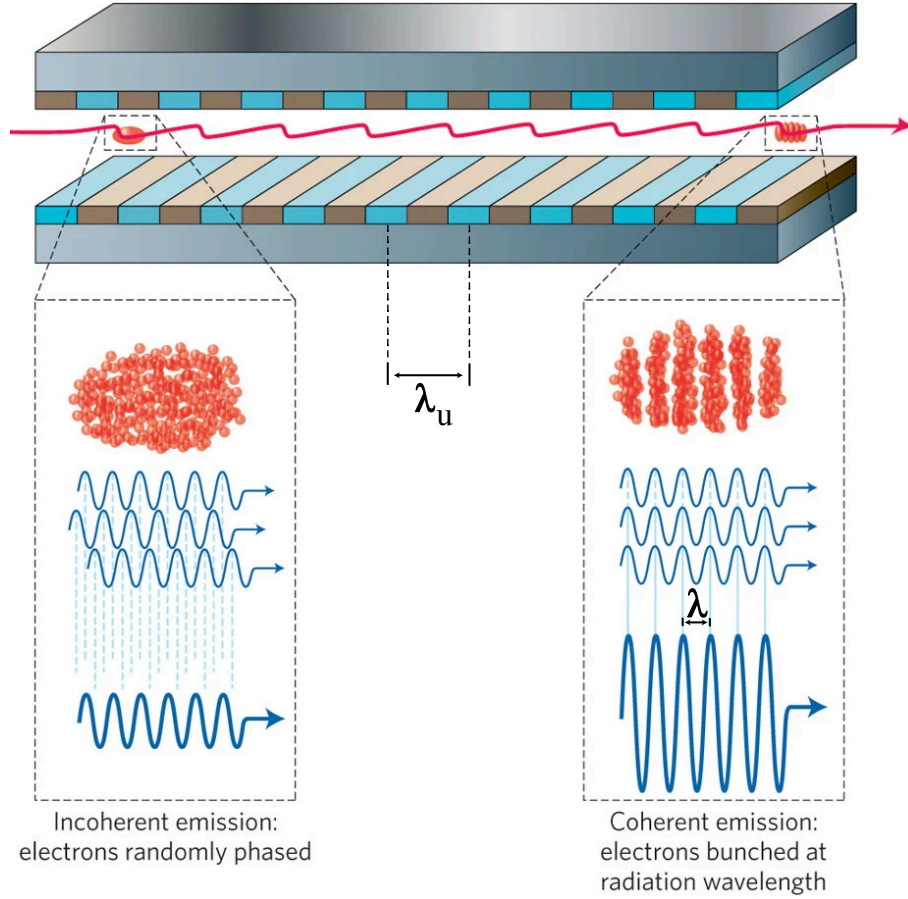 λu
λ
Incoherent emission:
electrons randomly phased
Coherent emission:
electrons bunched at
radiation wavelength